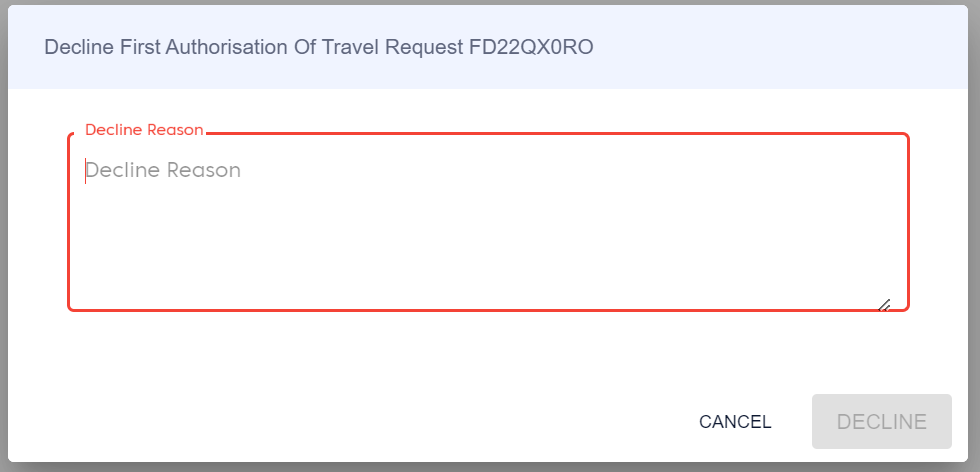 Decline First Authorisation Of Travel Request FD22QX0RO
Decline Reason
Decline Reason
CANCEL
DECLINE